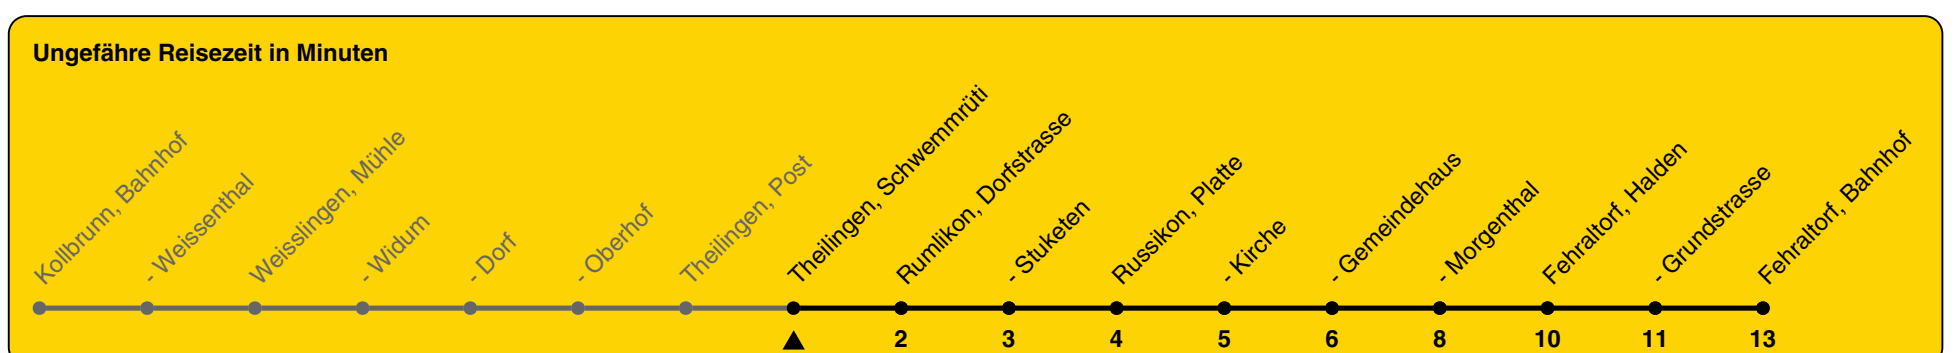 Ungefähre Reisezeit in Minuten
Kollbrunn, Bahnhof
- Weissenthal
Weisslingen, Mühle
- Widum
- Dorf
- Oberhof
Theilingen, Post
Theilingen, Schwemmrüti
Rumlikon, Dorfstrasse
- Stuketen
Russikon, Platte
- Kirche
- Gemeindehaus
- Morgenthal
Fehraltorf, Halden
- Grundstrasse
Fehraltorf, Bahnhof
2 3 4 5 6 8 10 11 13